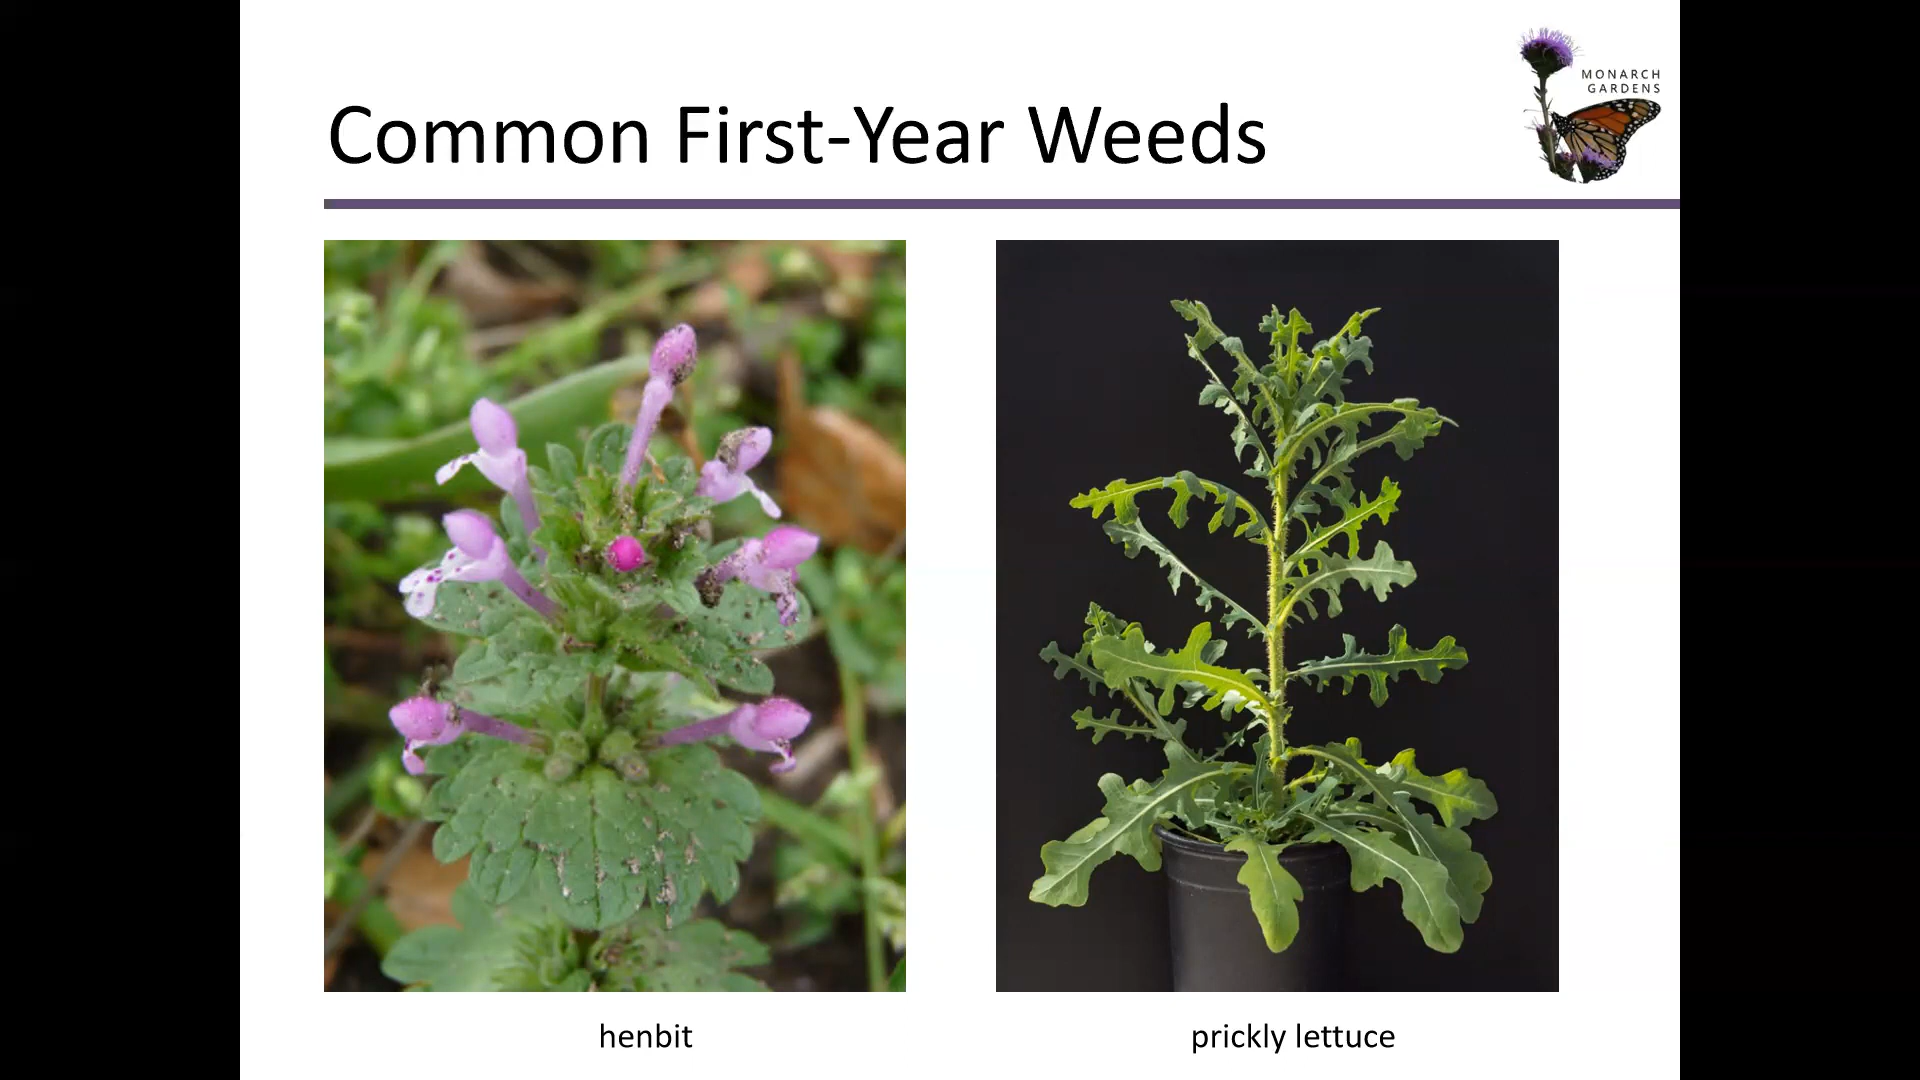 Common First-Year Weeds
MONARCH
GARDENS
henbit
prickly lettuce